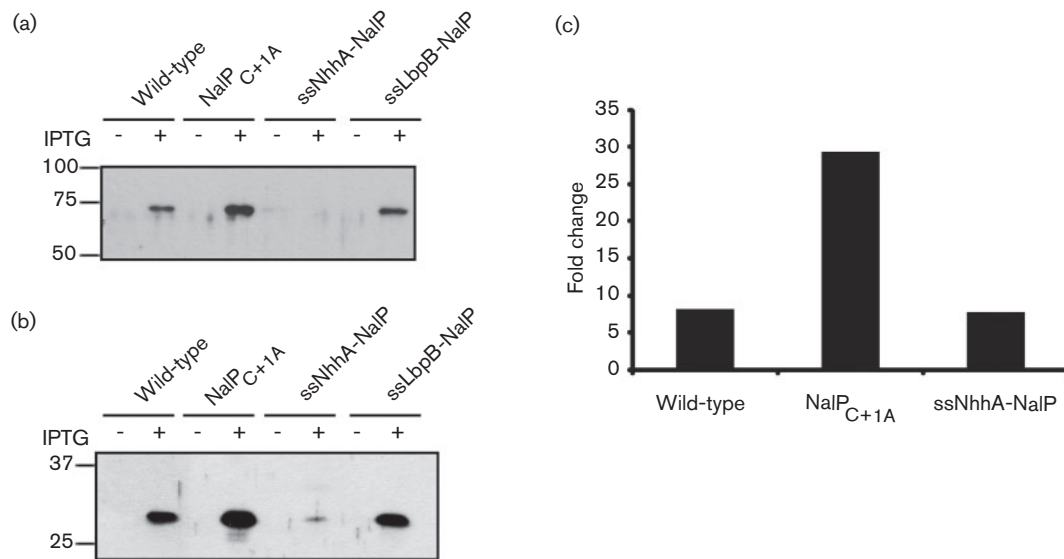 (a)
Wild-type NalP C+1A ssNhhA-NalP ssLbpB-NalP
IPTG - + - + - + - +
100
75
50
(b)
Wild-type NalP C+1A ssNhhA-NalP ssLbpB-NalP
IPTG - + - + - + - +
37
25
(c)
Fold change
35
30
25
20
15
10
5
0
Wild-type NalP C+1A ssNhhA-NalP